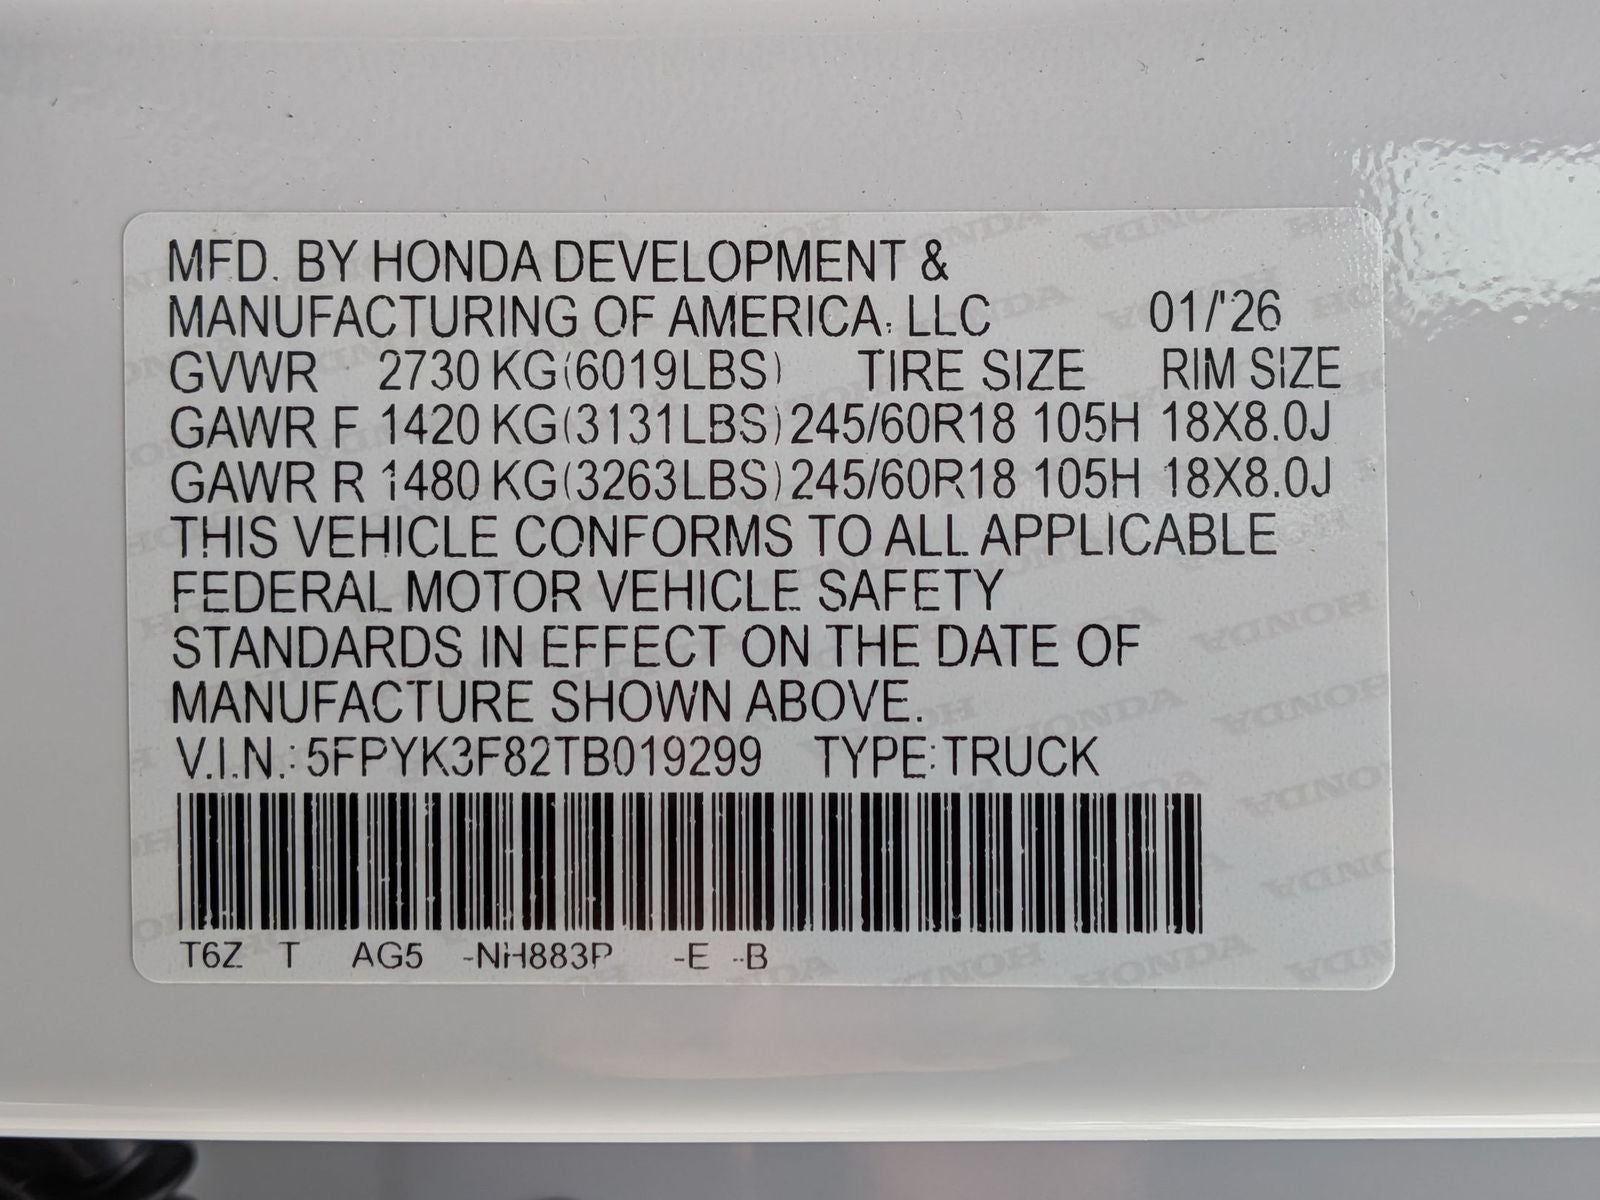 MFD. BY HONDA DEVELOPMENT &
MANUFACTURING OF AMERICA, LLC 01/'26
GVWR 2730 KG(6019LBS) TIRE SIZE RIM SIZE
GAWR F 1420 KG(3131LBS) 245/60R18 105H 18X8.0J
GAWR R 1480 KG(3263LBS) 245/60R18 105H 18X8.0J
THIS VEHICLE CONFORMS TO ALL APPLICABLE
FEDERAL MOTOR VEHICLE SAFETY
STANDARDS IN EFFECT ON THE DATE OF
MANUFACTURE SHOWN ABOVE.
V.I.N.: 5FPYK3F82TB019299 TYPE:TRUCK
T6Z T AG5 -NH883P -E -B